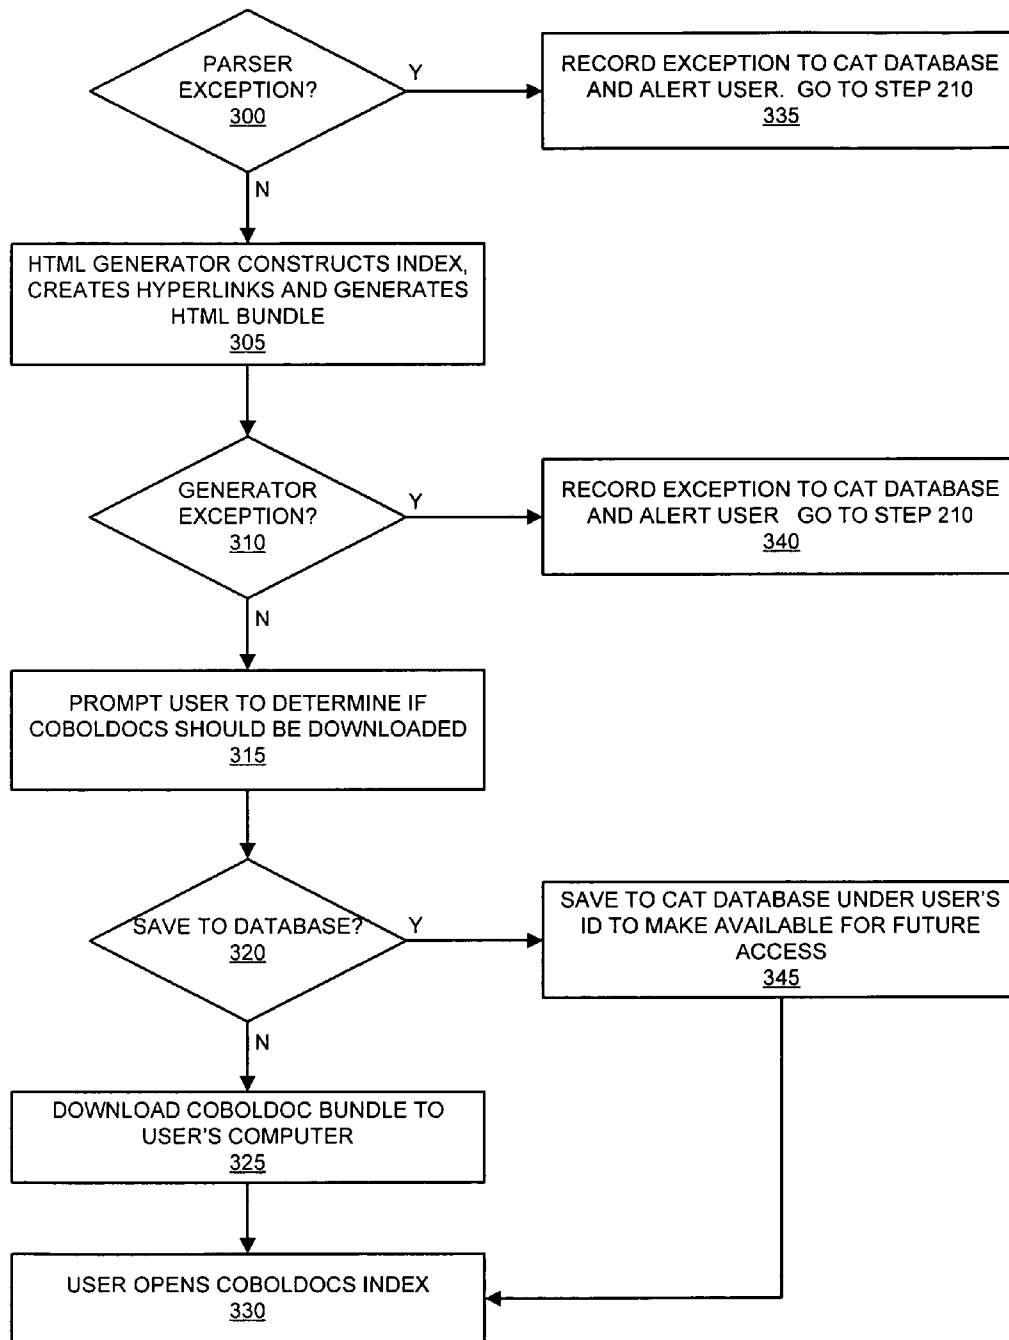 PARSER
EXCEPTION?
300
Y
RECORD EXCEPTION TO CAT DATABASE
AND ALERT USER.  GO TO STEP 210
335
N
HTML GENERATOR CONSTRUCTS INDEX,
CREATES HYPERLINKS AND GENERATES
HTML BUNDLE
305
GENERATOR
EXCEPTION?
310
Y
RECORD EXCEPTION TO CAT DATABASE
AND ALERT USER   GO TO STEP 210
340
N
PROMPT USER TO DETERMINE IF
COBOLDOCS SHOULD BE DOWNLOADED
315
SAVE TO DATABASE?
320
Y
SAVE TO CAT DATABASE UNDER USER'S
ID TO MAKE AVAILABLE FOR FUTURE
ACCESS
345
N
DOWNLOAD COBOLDOC BUNDLE TO
USER'S COMPUTER
325
USER OPENS COBOLDOCS INDEX
330